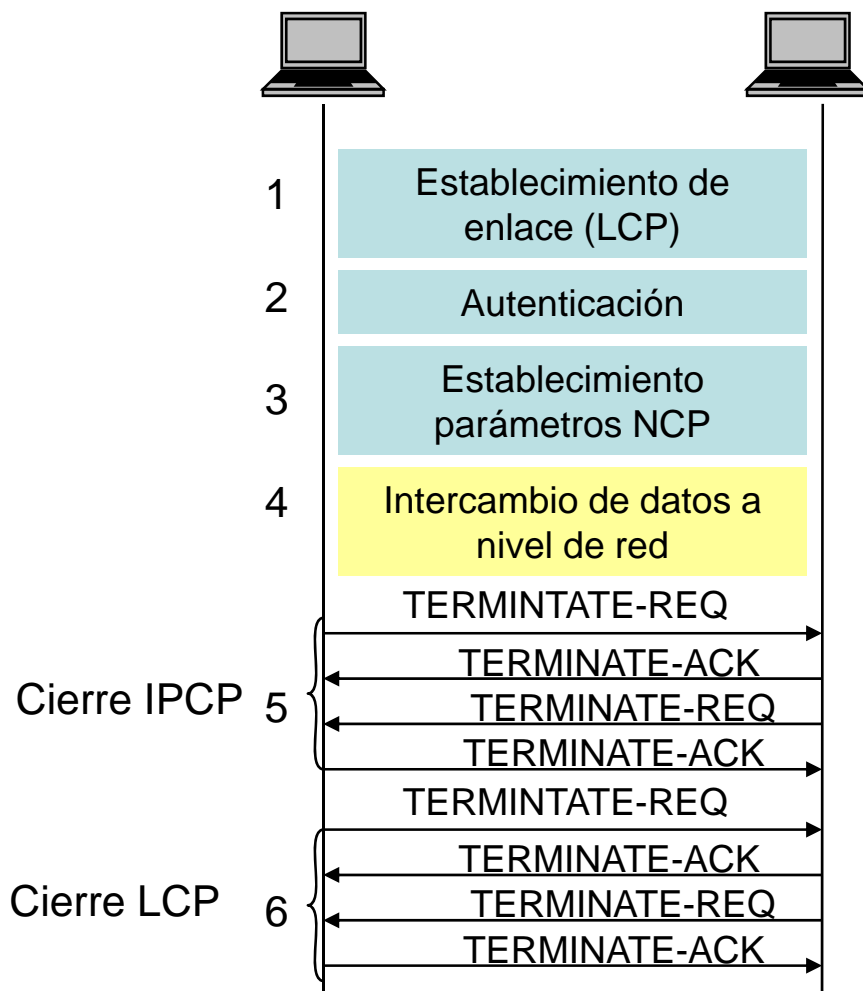 1
Establecimiento de
enlace (LCP)
2
Autenticación
3
Establecimiento
parámetros NCP
4
Intercambio de datos a
nivel de red
TERMINTATE-REQ
TERMINATE-ACK
Cierre IPCP 5
TERMINATE-REQ
TERMINATE-ACK
TERMINTATE-REQ
TERMINATE-ACK
Cierre LCP 6
TERMINATE-REQ
TERMINATE-ACK